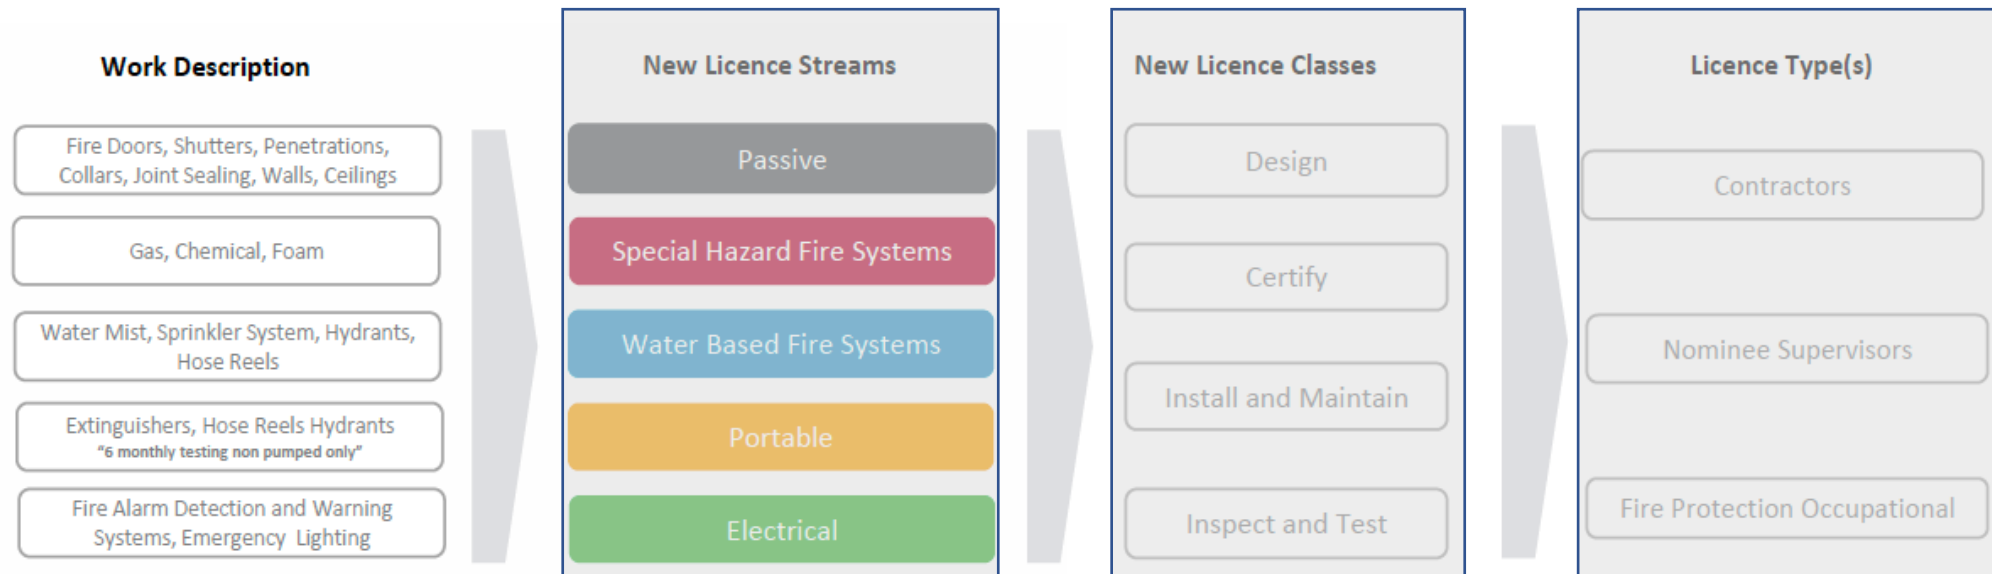 Work Description
Fire Doors, Shutters, Penetrations,
Collars, Joint Sealing, Walls, Ceilings
Gas, Chemical, Foam
Water Mist, Sprinkler System, Hydrants,
Hose Reels
Extinguishers, Hose Reels Hydrants
“6 monthly testing non pumped only”
Fire Alarm Detection and Warning
Systems, Emergency Lighting
New Licence Streams
Passive
Special Hazard Fire Systems
Water Based Fire Systems
Portable
Electrical
New Licence Classes
Design
Certify
Install and Maintain
Inspect and Test
Licence Type(s)
Contractors
Nominee Supervisors
Fire Protection Occupational